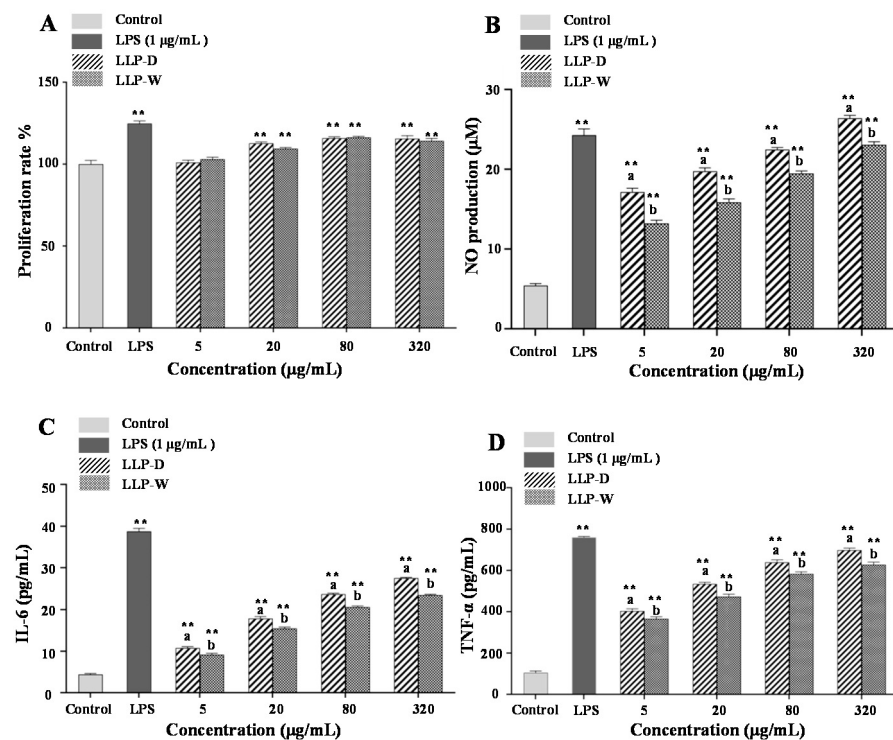 A
Control
LPS (1 μg/mL )
LLP-D
LLP-W
Proliferation rate %
150
100
50
0
** ** ** ** ** ** **
Control LPS 5 20 80 320
Concentration (μg/mL)
B
Control
LPS (1 μg/mL)
LLP-D
LLP-W
NO production (μM)
30
20
10
0
**
** a ** b
** a ** b
** a ** b
** a ** b
Control LPS 5 20 80 320
Concentration (μg/mL)
C
Control
LPS (1 μg/mL )
LLP-D
LLP-W
IL-6 (pg/mL)
50
40
30
20
10
0
**
** a ** b
** a ** b
** a ** b
** a ** b
Control LPS 5 20 80 320
Concentration (μg/mL)
D
Control
LPS (1 μg/mL )
LLP-D
LLP-W
TNF-α (pg/mL)
1000
800
600
400
200
0
**
** a ** b
** a ** b
** a ** b
** a ** b
Control LPS 5 20 80 320
Concentration (μg/mL)